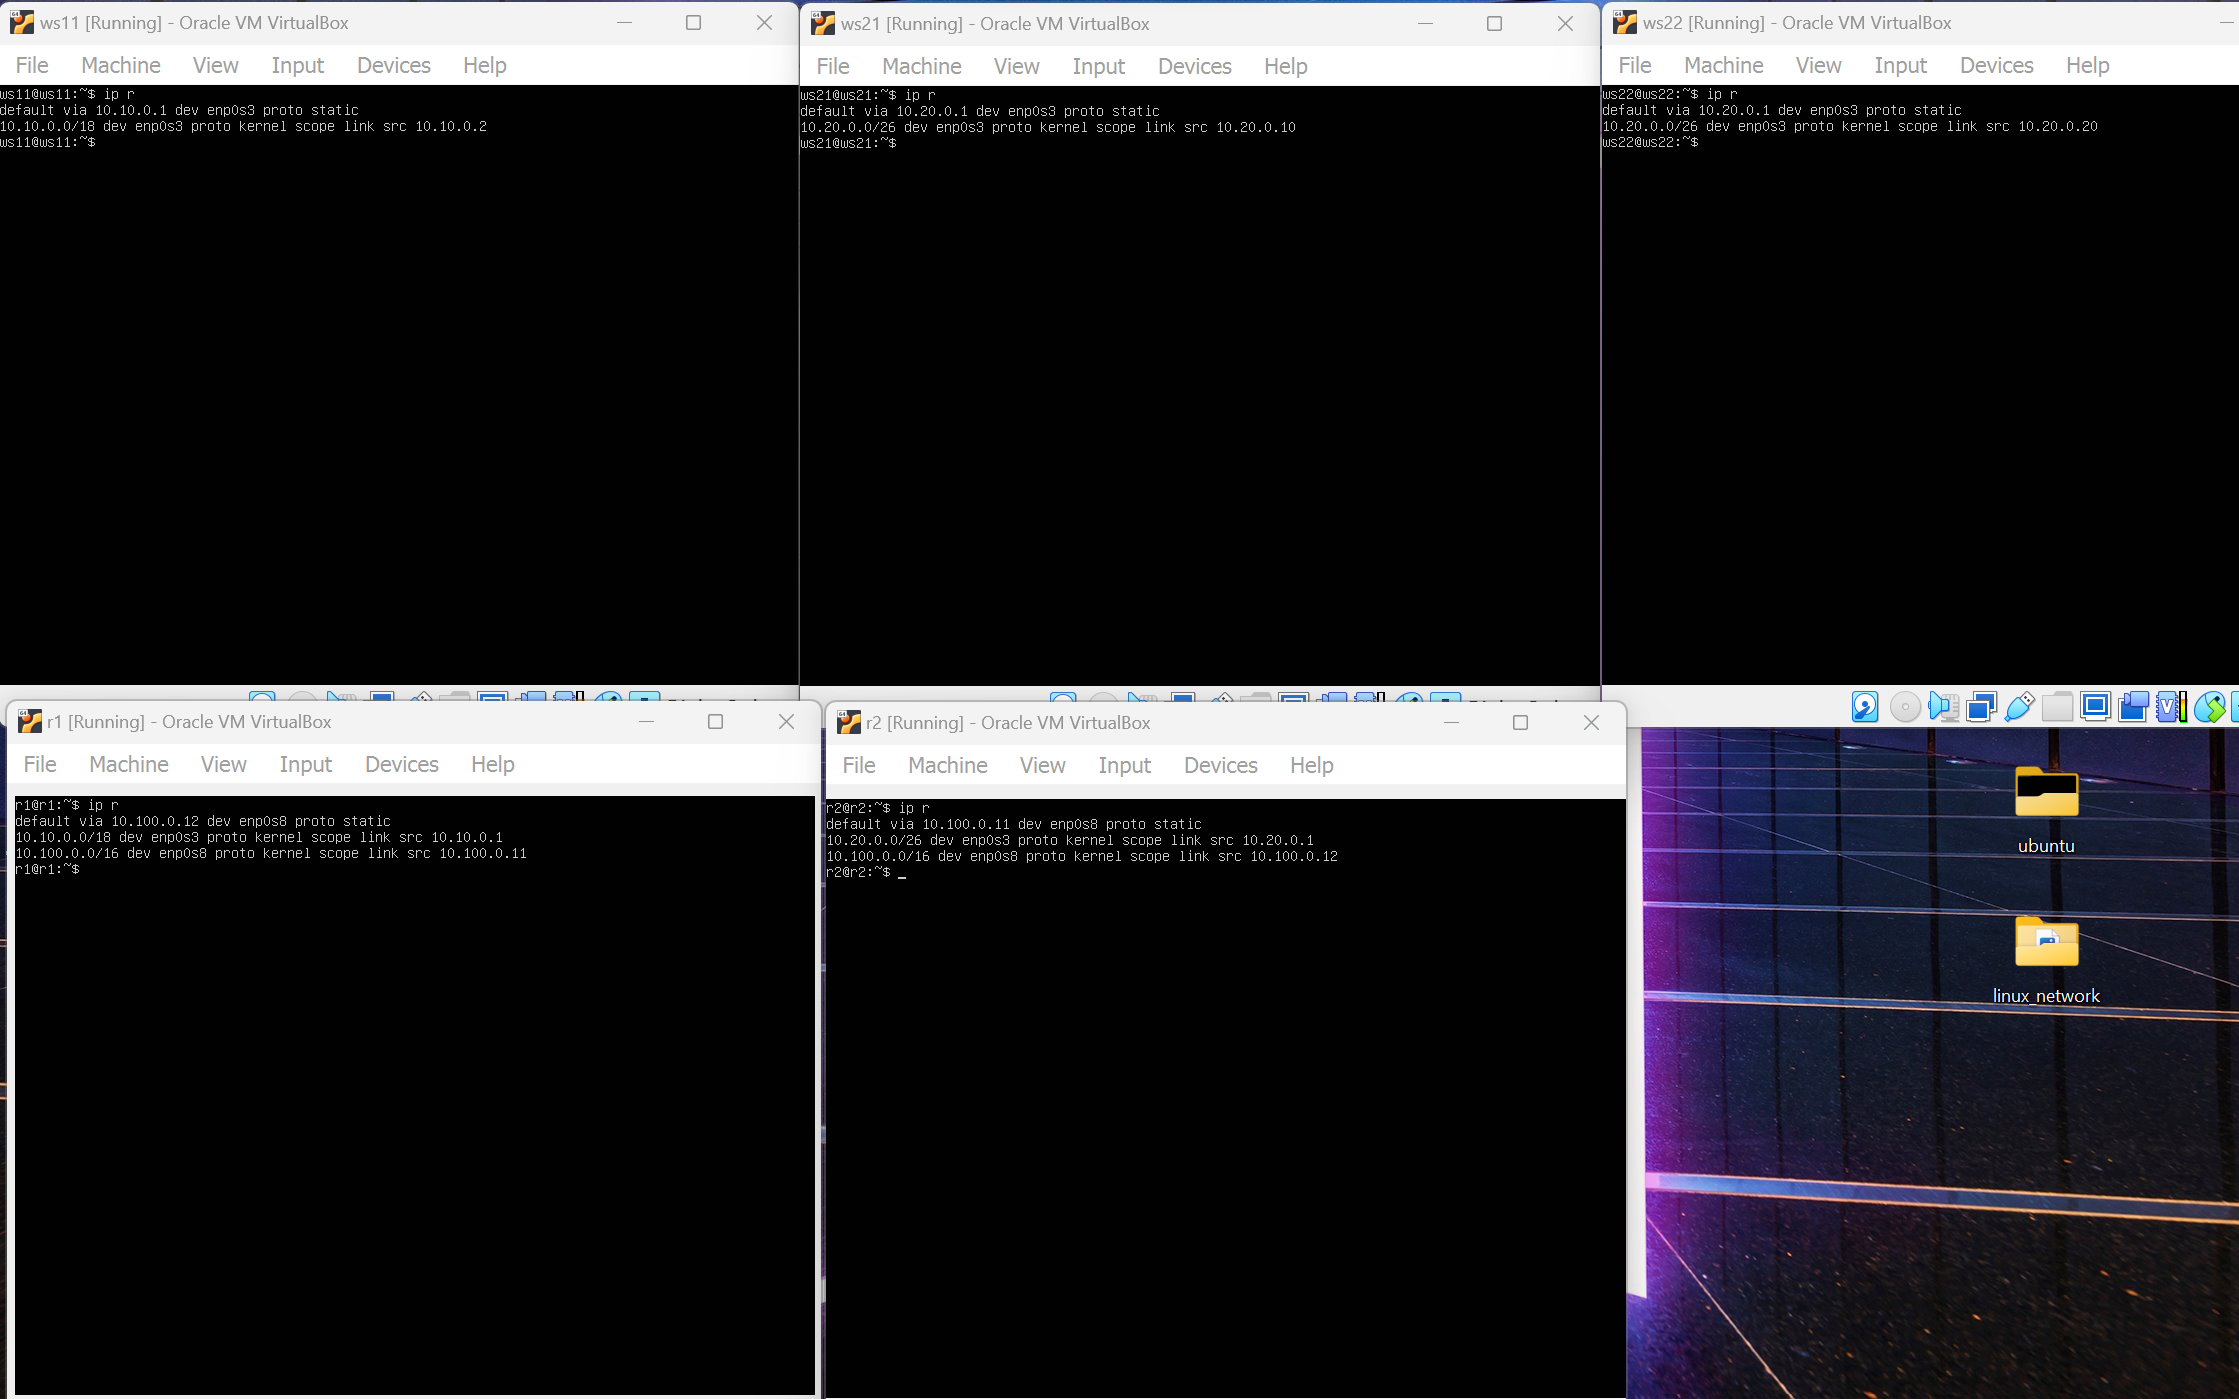 ws11 [Running] - Oracle VM VirtualBox
File Machine View Input Devices Help
ws11@ws11:~$ ip r
default via 10.10.0.1 dev enp0s3 proto static
10.10.0.0/18 dev enp0s3 proto kernel scope link src 10.10.0.2
ws11@ws11:~$
ws21 [Running] - Oracle VM VirtualBox
File Machine View Input Devices Help
ws21@ws21:~$ ip r
default via 10.20.0.1 dev enp0s3 proto static
10.20.0.0/26 dev enp0s3 proto kernel scope link src 10.20.0.10
ws21@ws21:~$
ws22 [Running] - Oracle VM VirtualBox
File Machine View Input Devices Help
ws22@ws22:~$ ip r
default via 10.20.0.1 dev enp0s3 proto static
10.20.0.0/26 dev enp0s3 proto kernel scope link src 10.20.0.20
ws22@ws22:~$
r1 [Running] - Oracle VM VirtualBox
File Machine View Input Devices Help
r1@r1:~$ ip r
default via 10.100.0.12 dev enp0s8 proto static
10.10.0.0/18 dev enp0s3 proto kernel scope link src 10.10.0.1
10.100.0.0/16 dev enp0s8 proto kernel scope link src 10.100.0.11
r1@r1:~$
r2 [Running] - Oracle VM VirtualBox
File Machine View Input Devices Help
r2@r2:~$ ip r
default via 10.100.0.11 dev enp0s8 proto static
10.20.0.0/26 dev enp0s3 proto kernel scope link src 10.20.0.1
10.100.0.0/16 dev enp0s8 proto kernel scope link src 10.100.0.12
r2@r2:~$ _
ubuntu
linux_network